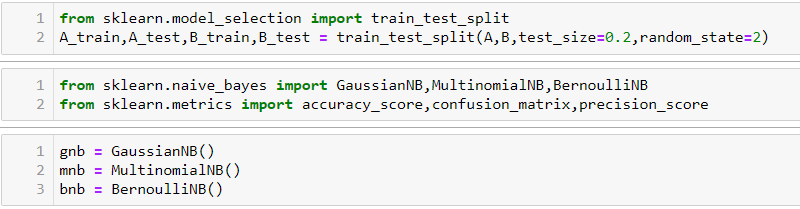 1 from sklearn.model_selection import train_test_split
2 A_train,A_test,B_train,B_test = train_test_split(A,B,test_size=0.2,random_state=2)
1 from sklearn.naive_bayes import GaussianNB,MultinomialNB,BernoulliNB
2 from sklearn.metrics import accuracy_score,confusion_matrix,precision_score
1 gnb = GaussianNB()
2 mnb = MultinomialNB()
3 bnb = BernoulliNB()